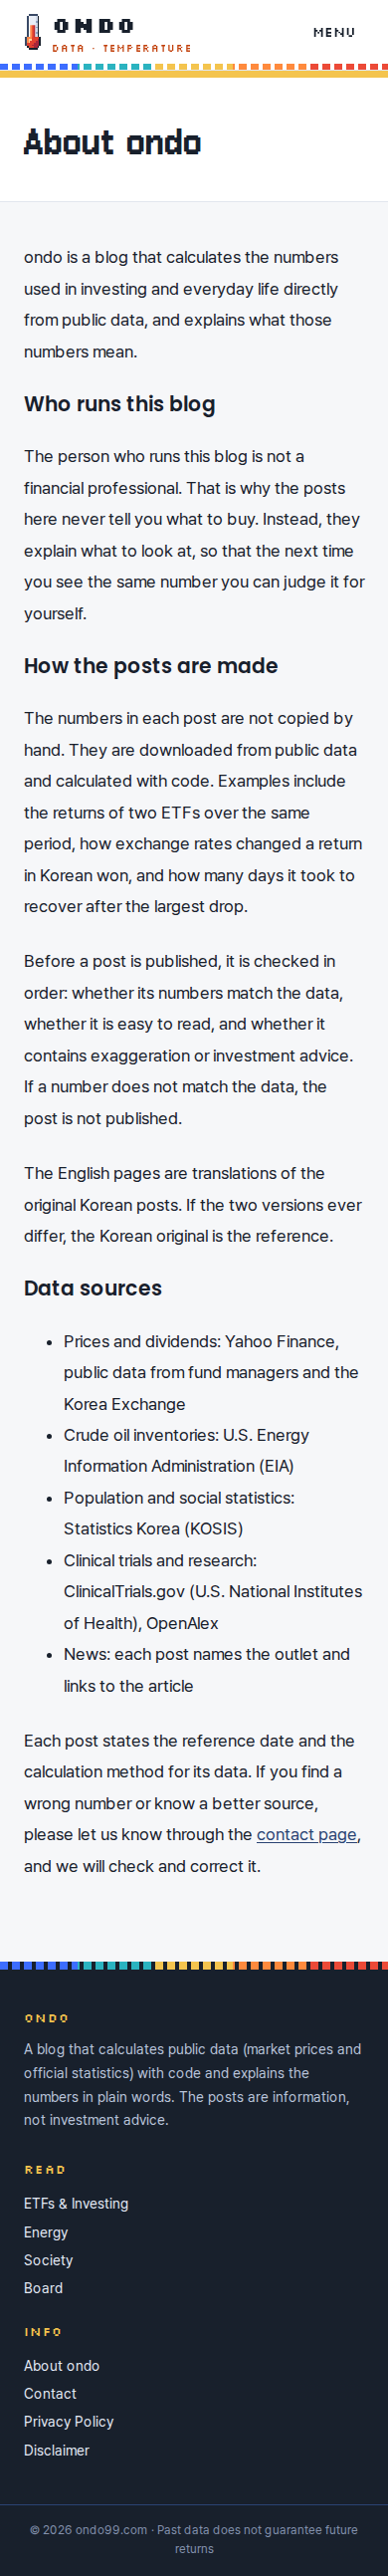 ONDO
DATA · TEMPERATURE
MENU
About ondo
ondo is a blog that calculates the numbers
used in investing and everyday life directly
from public data, and explains what those
numbers mean.
Who runs this blog
The person who runs this blog is not a
financial professional. That is why the posts
here never tell you what to buy. Instead, they
explain what to look at, so that the next time
you see the same number you can judge it for
yourself.
How the posts are made
The numbers in each post are not copied by
hand. They are downloaded from public data
and calculated with code. Examples include
the returns of two ETFs over the same
period, how exchange rates changed a return
in Korean won, and how many days it took to
recover after the largest drop.
Before a post is published, it is checked in
order: whether its numbers match the data,
whether it is easy to read, and whether it
contains exaggeration or investment advice.
If a number does not match the data, the
post is not published.
The English pages are translations of the
original Korean posts. If the two versions ever
differ, the Korean original is the reference.
Data sources
• Prices and dividends: Yahoo Finance,
public data from fund managers and the
Korea Exchange
• Crude oil inventories: U.S. Energy
Information Administration (EIA)
• Population and social statistics:
Statistics Korea (KOSIS)
• Clinical trials and research:
ClinicalTrials.gov (U.S. National Institutes
of Health), OpenAlex
• News: each post names the outlet and
links to the article
Each post states the reference date and the
calculation method for its data. If you find a
wrong number or know a better source,
please let us know through the contact page,
and we will check and correct it.
ONDO
A blog that calculates public data (market prices and
official statistics) with code and explains the
numbers in plain words. The posts are information,
not investment advice.
READ
ETFs & Investing
Energy
Society
Board
INFO
About ondo
Contact
Privacy Policy
Disclaimer
© 2026 ondo99.com · Past data does not guarantee future
returns